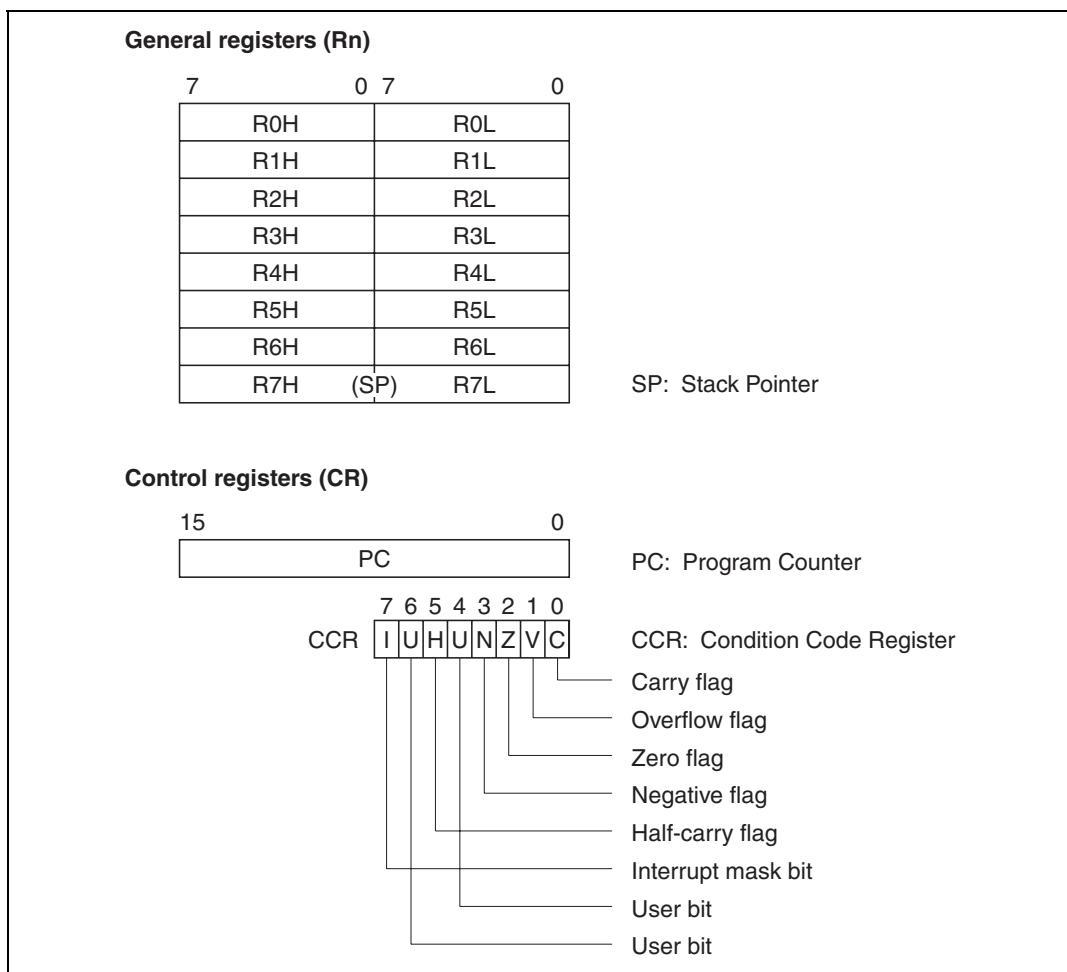 General registers (Rn)
7 0 7 0
R0H R0L
R1H R1L
R2H R2L
R3H R3L
R4H R4L
R5H R5L
R6H R6L
R7H (SP) R7L SP: Stack Pointer
Control registers (CR)
15 0
PC PC: Program Counter
7 6 5 4 3 2 1 0
CCR I U H U N Z V C CCR: Condition Code Register
Carry flag
Overflow flag
Zero flag
Negative flag
Half-carry flag
Interrupt mask bit
User bit
User bit